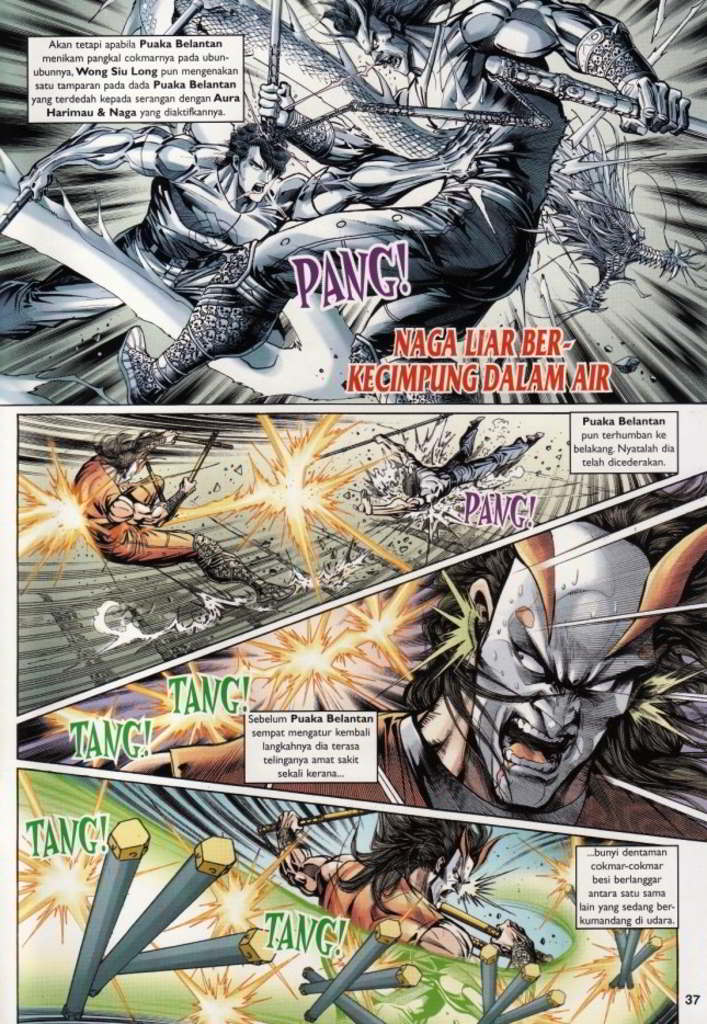 Akan tetapi apabila Puaka Belantan
menikam pangkal cokmarnya pada ubun-
ubunnya, Wong Siu Long pun mengenakan
satu tamparan pada dada Puaka Belantan
yang terdedah kepada serangan dengan Aura
Harimau & Naga yang diaktifkannya.
PANG!
NAGA LIAR BER-
KECIMPUNG DALAM AIR
Puaka Belantan
pun terhumban ke
belakang. Nyatalah dia
telah dicederakan.
PANG!
TANG!
TANG!
Sebelum Puaka Belantan
sempat mengatur kembali
langkahnya dia terasa
telinganya amat sakit
sekali kerana...
TANG!
...bunyi dentaman
cokmar-cokmar
besi berlanggar
antara satu sama
lain yang sedang ber-
kumandang di udara.
TANG!
37